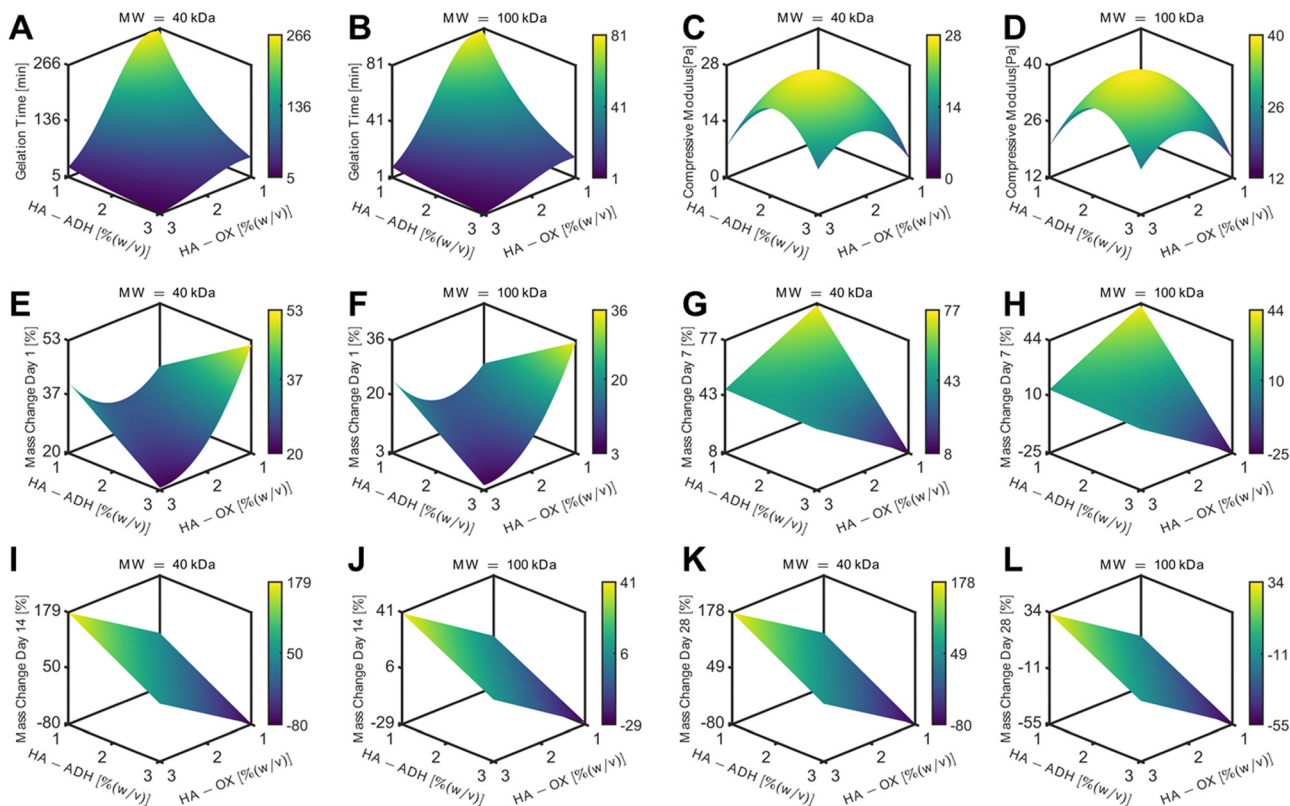 A
MW = 40 kDa
Gelation Time [min]
266
136
5
1
2
3
HA – ADH [%(w/v)]
3
2
1
HA – OX [%(w/v)]
266
136
5
B
MW = 100 kDa
Gelation Time [min]
81
41
1
1
2
3
HA – ADH [%(w/v)]
3
2
1
HA – OX [%(w/v)]
81
41
1
C
MW = 40 kDa
Compressive Modulus[Pa]
28
14
0
1
2
3
HA – ADH [%(w/v)]
3
2
1
HA – OX [%(w/v)]
28
14
0
D
MW = 100 kDa
Compressive Modulus[Pa]
40
26
12
1
2
3
HA – ADH [%(w/v)]
3
2
1
HA – OX [%(w/v)]
40
26
12
E
MW = 40 kDa
Mass Change Day 1 [%]
53
37
20
1
2
3
HA – ADH [%(w/v)]
3
2
1
HA – OX [%(w/v)]
53
37
20
F
MW = 100 kDa
Mass Change Day 1 [%]
36
20
3
1
2
3
HA – ADH [%(w/v)]
3
2
1
HA – OX [%(w/v)]
36
20
3
G
MW = 40 kDa
Mass Change Day 7 [%]
77
43
8
1
2
3
HA – ADH [%(w/v)]
3
2
1
HA – OX [%(w/v)]
77
43
8
H
MW = 100 kDa
Mass Change Day 7 [%]
44
10
-25
1
2
3
HA – ADH [%(w/v)]
3
2
1
HA – OX [%(w/v)]
44
10
-25
I
MW = 40 kDa
Mass Change Day 14 [%]
179
50
-80
1
2
3
HA – ADH [%(w/v)]
3
2
1
HA – OX [%(w/v)]
179
50
-80
J
MW = 100 kDa
Mass Change Day 14 [%]
41
6
-29
1
2
3
HA – ADH [%(w/v)]
3
2
1
HA – OX [%(w/v)]
41
6
-29
K
MW = 40 kDa
Mass Change Day 28 [%]
178
49
-80
1
2
3
HA – ADH [%(w/v)]
3
2
1
HA – OX [%(w/v)]
178
49
-80
L
MW = 100 kDa
Mass Change Day 28 [%]
34
-11
-55
1
2
3
HA – ADH [%(w/v)]
3
2
1
HA – OX [%(w/v)]
34
-11
-55